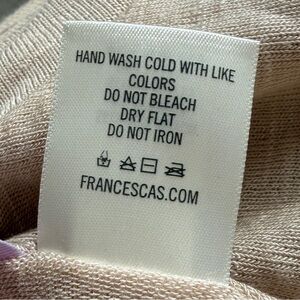 HAND WASH COLD WITH LIKE
COLORS
DO NOT BLEACH
DRY FLAT
DO NOT IRON
FRANCESCAS.COM